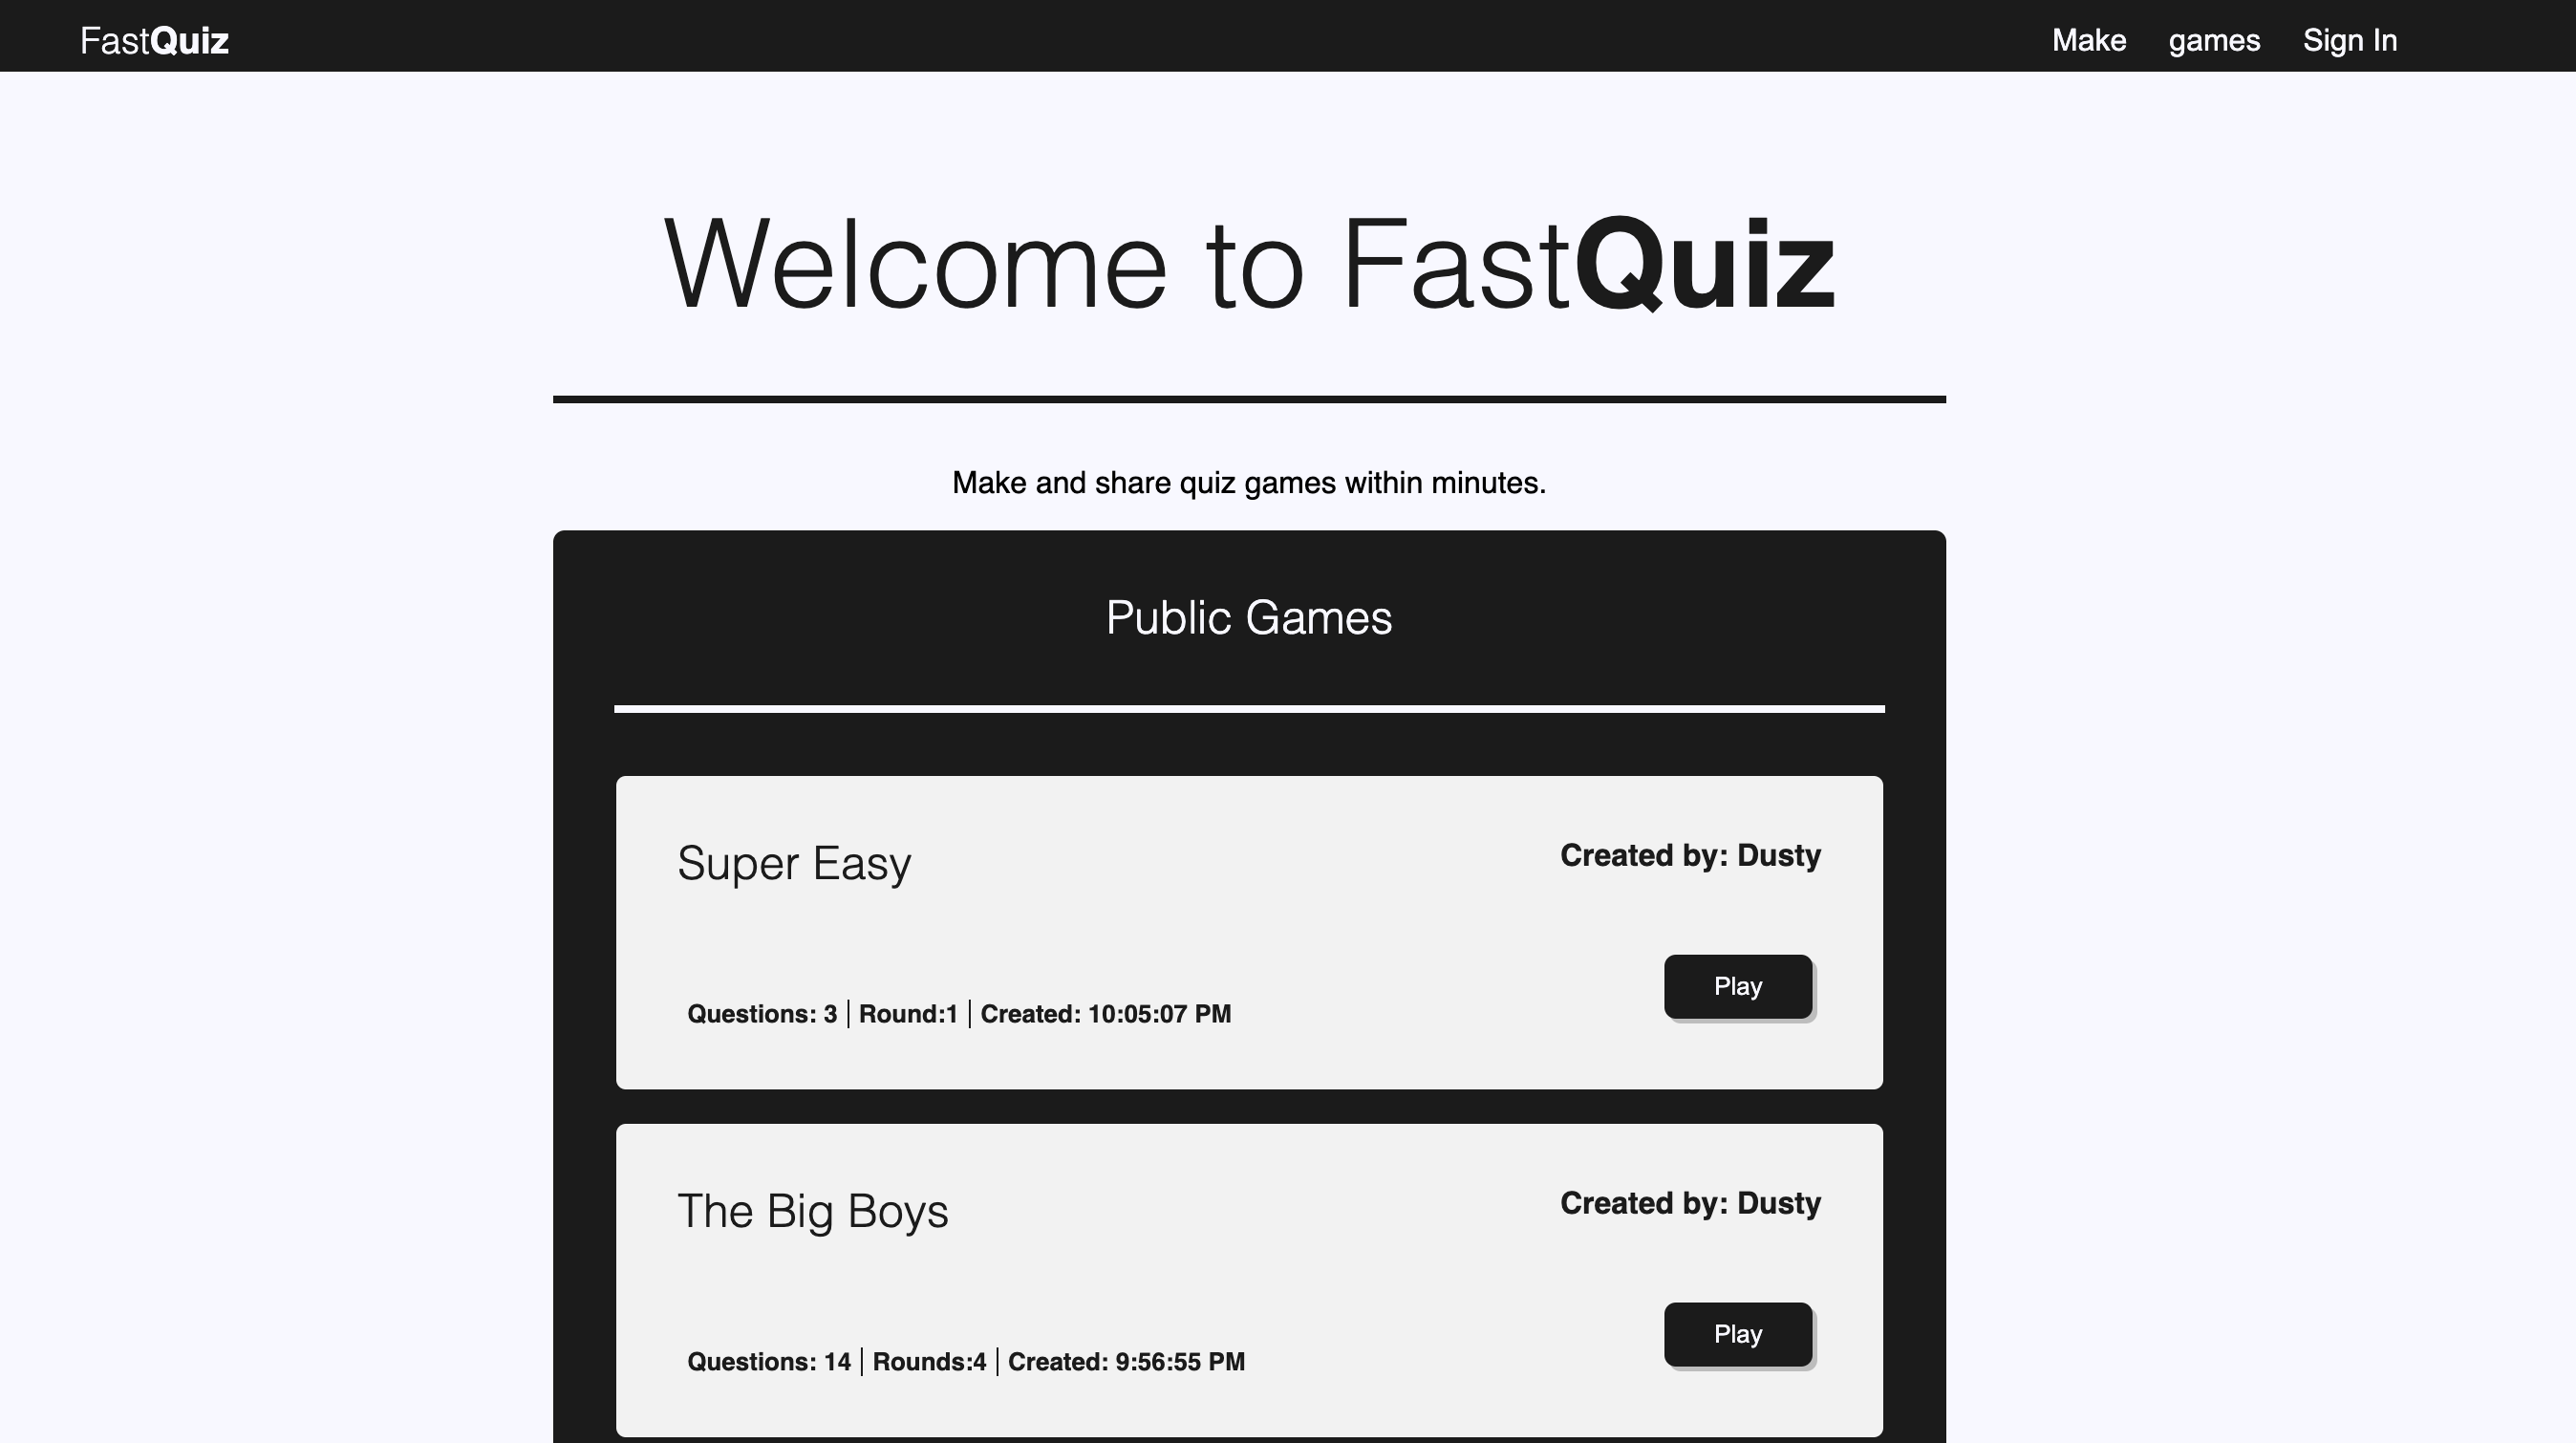 FastQuiz
Make games Sign In
Welcome to FastQuiz
Make and share quiz games within minutes.
Public Games
Super Easy
Created by: Dusty
Play
Questions: 3 | Round:1 | Created: 10:05:07 PM
The Big Boys
Created by: Dusty
Play
Questions: 14 | Rounds:4 | Created: 9:56:55 PM